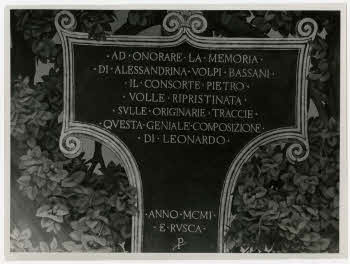 ·AD·ONORARE·LA·MEMORIA·
·DI·ALESSANDRINA·VOLPI·BASSANI·
·IL·CONSORTE·PIETRO·
·VOLLE·RIPRISTINATA·
·SVLLE·ORIGINARIE·TRACCIE·
·QVESTA·GENIALE·COMPOSIZIONE·
·DI·LEONARDO·
·ANNO·MCMI·
·E·RVSCA·
P·